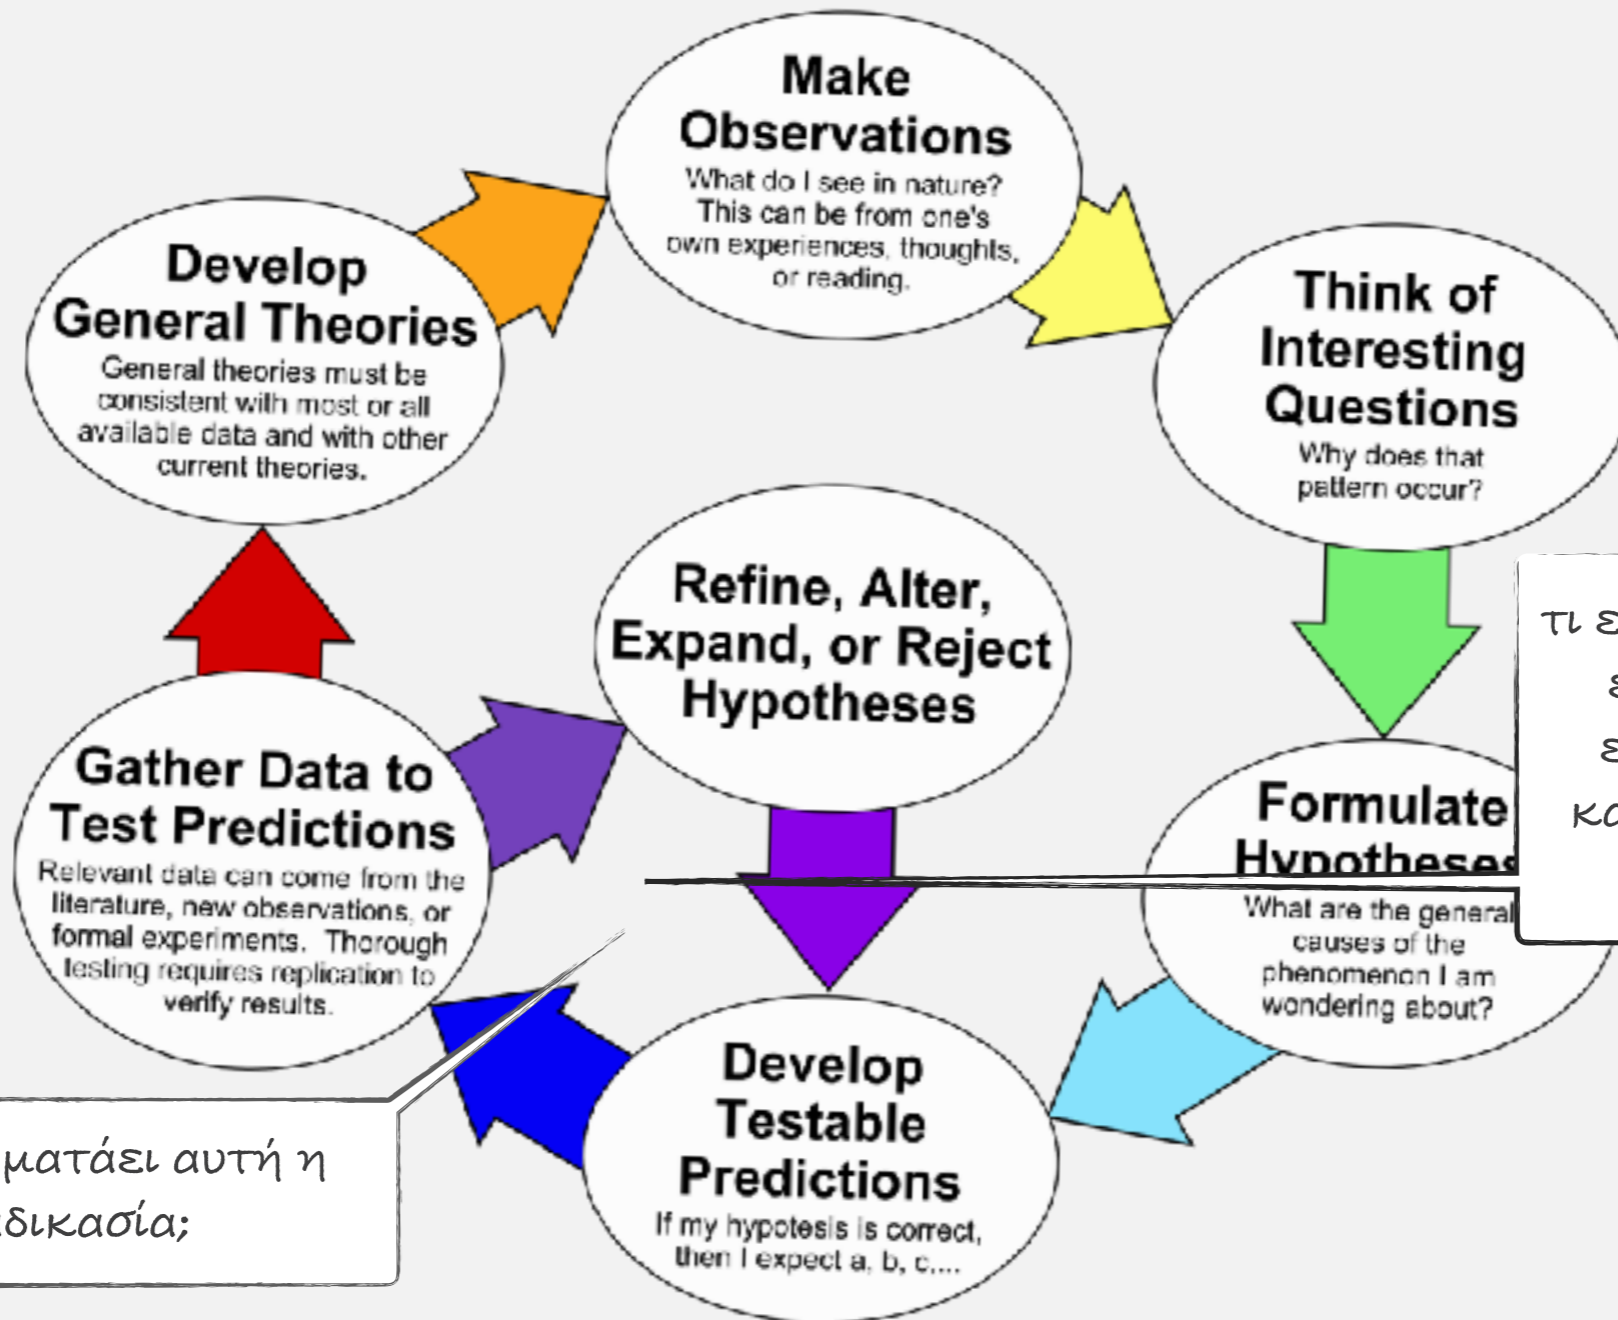 Make
Observations
What do I see in nature?
This can be from one's
own experiences, thoughts,
or reading.
Think of
Interesting
Questions
Why does that
pattern occur?
Formulate
Hypotheses
What are the general
causes of the
phenomenon I am
wondering about?
Develop
Testable
Predictions
If my hypotesis is correct,
then I expect a, b, c,...
Gather Data to
Test Predictions
Relevant data can come from the
literature, new observations, or
formal experiments. Thorough
testing requires replication to
verify results.
Refine, Alter,
Expand, or Reject
Hypotheses
Develop
General Theories
General theories must be
consistent with most or all
available data and with other
current theories.
τι
αυτή η